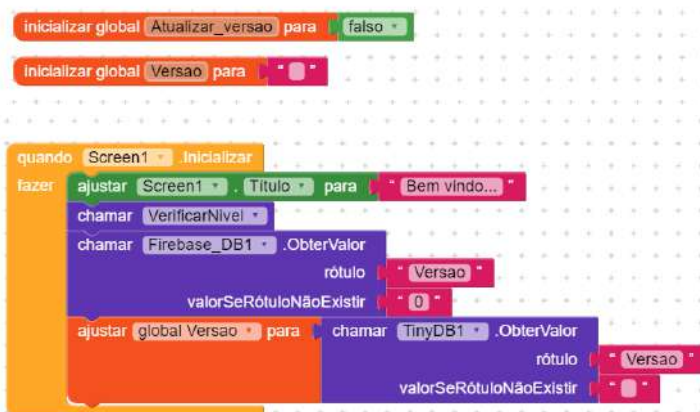 inicializar global Atualizar_versao para falso
inicializar global Versao para " "
quando Screen1 .Inicializar
fazer ajustar Screen1 . Título para " Bem vindo... "
chamar VerificarNivel
chamar Firebase_DB1 .ObterValor
rótulo " Versao "
valorSeRótuloNãoExistir " 0 "
ajustar global Versao para chamar TinyDB1 .ObterValor
rótulo " Versao "
valorSeRótuloNãoExistir " "